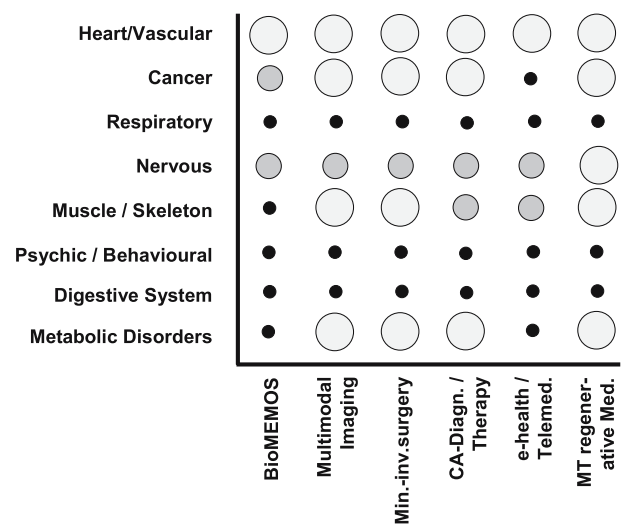 Heart/Vascular
Cancer
Respiratory
Nervous
Muscle / Skeleton
Psychic / Behavioural
Digestive System
Metabolic Disorders
BioMEMOS
Multimodal
Imaging
Min.-inv.surgery
CA-Diagn. /
Therapy
e-health /
Telemed.
MT regener-
ative Med.